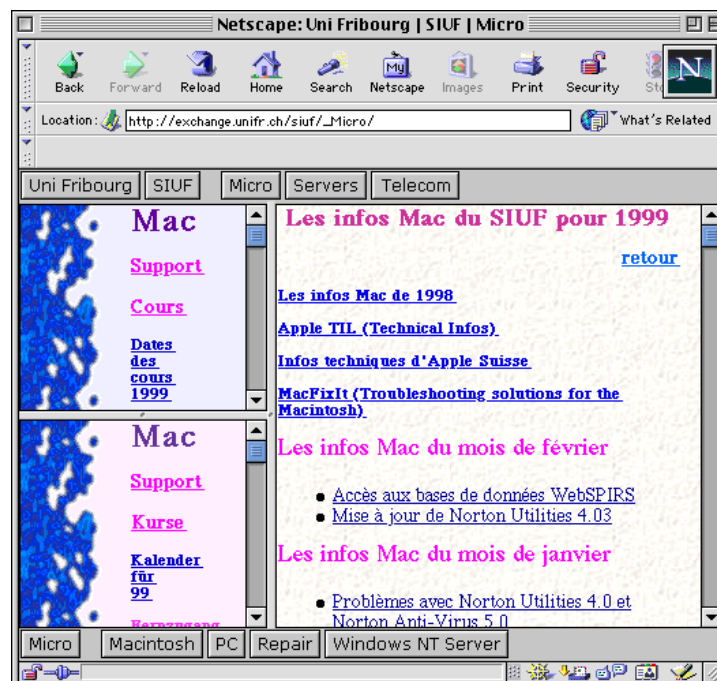 Netscape: Uni Fribourg | SIUF | Micro
Back Forward Reload Home Search Netscape Images Print Security
My
N
Location: http://exchange.unifr.ch/siuf/_Micro/ What's Related
Uni Fribourg SIUF Micro Servers Telecom
Mac
Support
Cours
Dates
des
cours
1999
Mac
Support
Kurse
Kalender
für
99
Les infos Mac du SIUF pour 1999
retour
Les infos Mac de 1998
Apple TIL (Technical Infos)
Infos techniques d'Apple Suisse
MacFixIt (Troubleshooting solutions for the
Macintosh)
Les infos Mac du mois de février
Accès aux bases de données WebSPIRS
Mise à jour de Norton Utilities 4.03
Les infos Mac du mois de janvier
Problèmes avec Norton Utilities 4.0 et
Norton Anti-Virus 5.0
Micro Macintosh PC Repair Windows NT Server